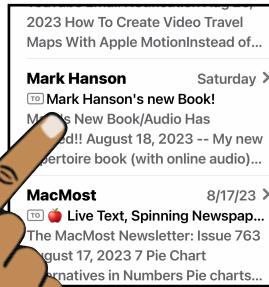 2023 How To Create Video Travel
Maps With Apple MotionInstead of...
Mark Hanson Saturday
TO Mark Hanson's new Book!
New Book/Audio Has
August 18, 2023 -- My new
book (with online audio)...
MacMost 8/17/23
TO 🍎 Live Text, Spinning Newspap...
The MacMost Newsletter: Issue 763
17, 2023 7 Pie Chart
in Numbers Pie charts...